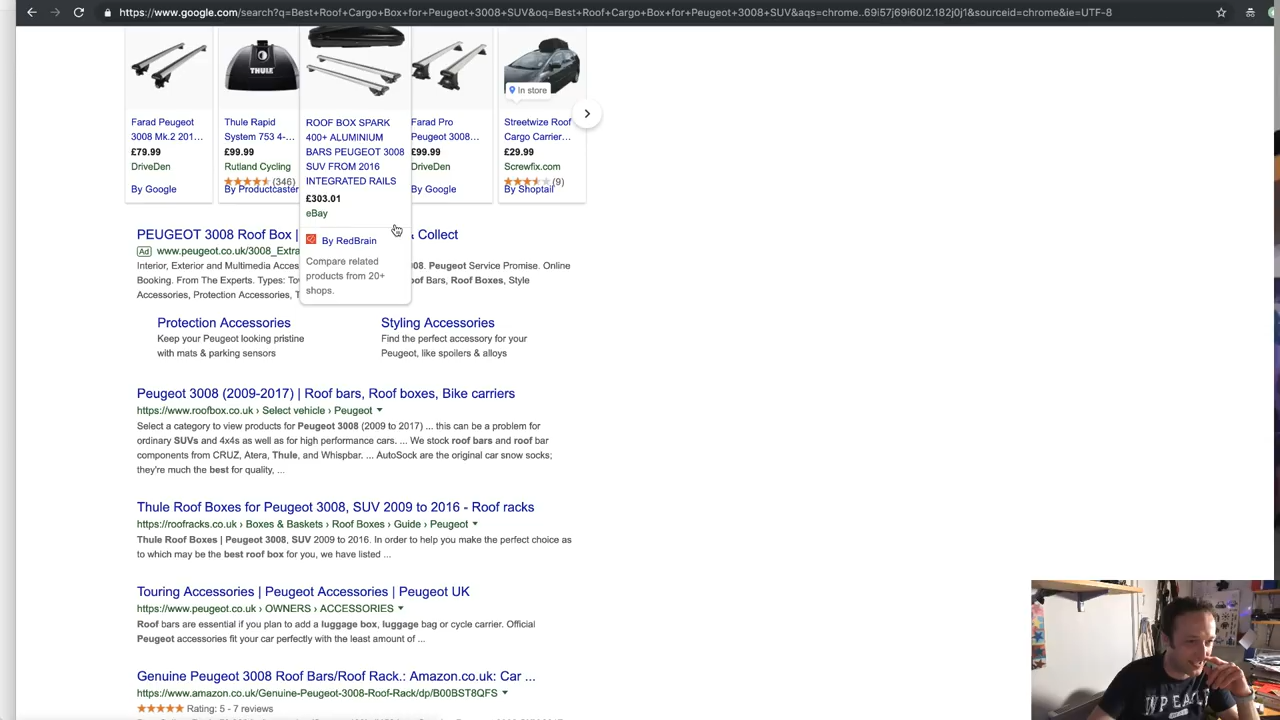 https://www.google.com/search?q=Best+Roof+Cargo+Box+for+Peugeot+3008+SUV&oq=Best+Roof+Cargo+Box+for+Peugeot+3008+SUV&aqs=chrome..69i57j69i60l2.182j0j1&sourceid=chrome&ie=UTF-8
THULE
In store
Farad Peugeot
3008 Mk.2 201...
£79.99
DriveDen
By Google
Thule Rapid
System 753 4-...
£99.99
Rutland Cycling
(346)
By Productcaster
ROOF BOX SPARK
400+ ALUMINIUM
BARS PEUGEOT 3008
SUV FROM 2016
INTEGRATED RAILS
£303.01
eBay
By RedBrain
Compare related
products from 20+
shops.
Farad Pro
Peugeot 3008...
£99.99
DriveDen
By Google
Streetwize Roof
Cargo Carrier...
£29.99
Screwfix.com
(9)
By Shoptail
PEUGEOT 3008 Roof Box | & Collect
Ad www.peugeot.co.uk/3008_Extra
Interior, Exterior and Multimedia Acces 008. Peugeot Service Promise. Online
Booking. From The Experts. Types: To oof Bars, Roof Boxes, Style
Accessories, Protection Accessories, T
Protection Accessories
Keep your Peugeot looking pristine
with mats & parking sensors
Styling Accessories
Find the perfect accessory for your
Peugeot, like spoilers & alloys
Peugeot 3008 (2009-2017) | Roof bars, Roof boxes, Bike carriers
https://www.roofbox.co.uk › Select vehicle › Peugeot
Select a category to view products for Peugeot 3008 (2009 to 2017) ... this can be a problem for
ordinary SUVs and 4x4s as well as for high performance cars. ... We stock roof bars and roof bar
components from CRUZ, Atera, Thule, and Whispbar. ... AutoSock are the original car snow socks;
they're much the best for quality, ...
Thule Roof Boxes for Peugeot 3008, SUV 2009 to 2016 - Roof racks
https://roofracks.co.uk › Boxes & Baskets › Roof Boxes › Guide › Peugeot
Thule Roof Boxes | Peugeot 3008, SUV 2009 to 2016. In order to help you make the perfect choice as
to which may be the best roof box for you, we have listed ...
Touring Accessories | Peugeot Accessories | Peugeot UK
https://www.peugeot.co.uk › OWNERS › ACCESSORIES
Roof bars are essential if you plan to add a luggage box, luggage bag or cycle carrier. Official
Peugeot accessories fit your car perfectly with the least amount of ...
Genuine Peugeot 3008 Roof Bars/Roof Rack.: Amazon.co.uk: Car ...
https://www.amazon.co.uk/Genuine-Peugeot-3008-Roof-Rack/dp/B00BST8QFS
Rating: 5 - 7 reviews